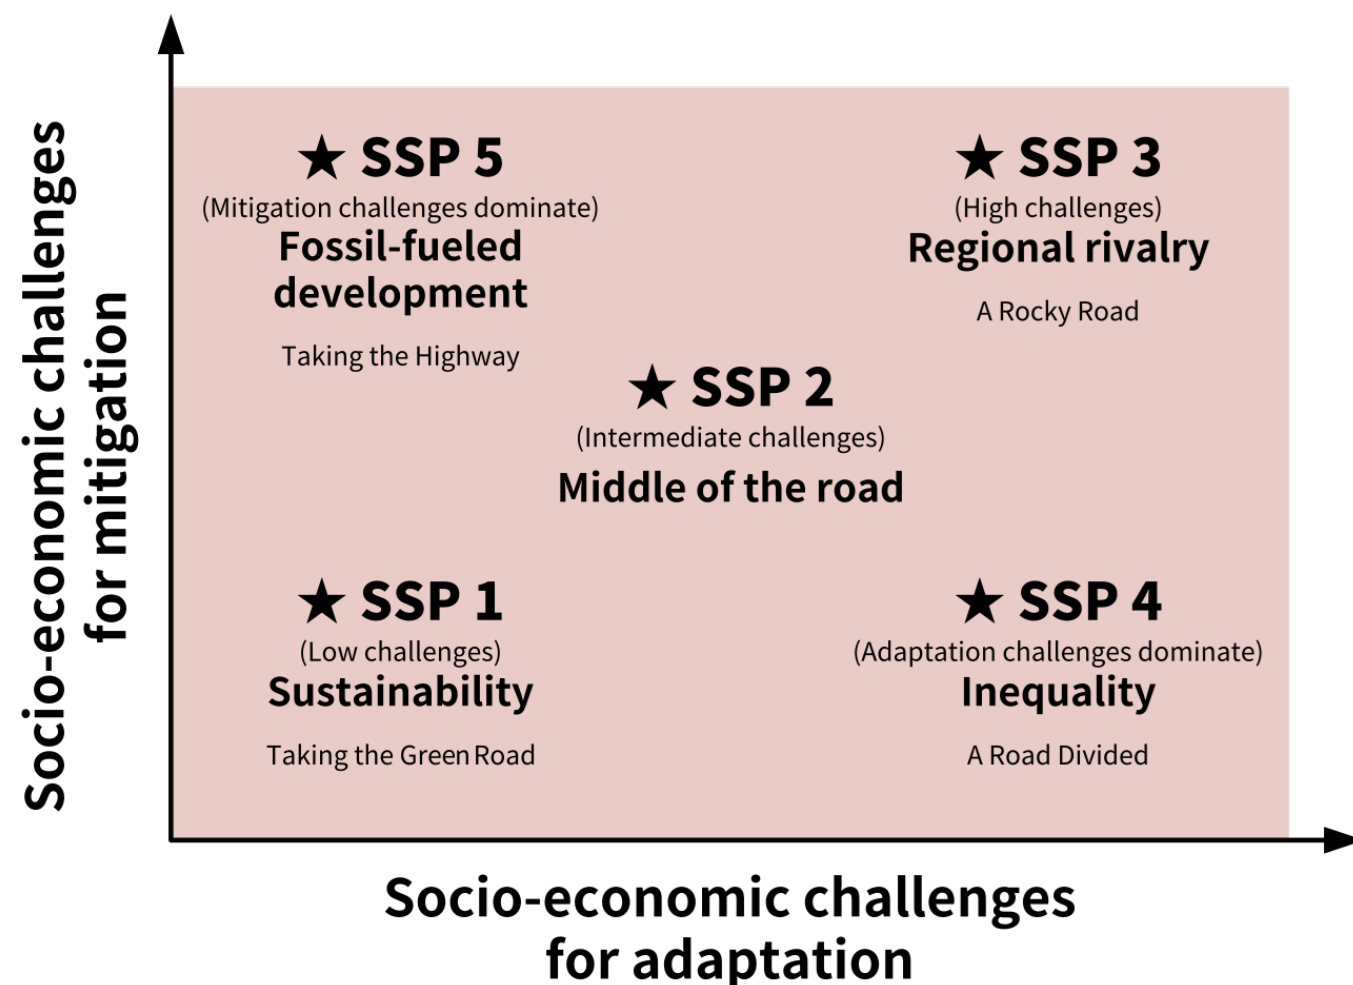 Socio-economic challenges
for mitigation
★ SSP 5
(Mitigation challenges dominate)
Fossil-fueled
development
Taking the Highway
★ SSP 3
(High challenges)
Regional rivalry
A Rocky Road
★ SSP 2
(Intermediate challenges)
Middle of the road
★ SSP 1
(Low challenges)
Sustainability
Taking the Green Road
★ SSP 4
(Adaptation challenges dominate)
Inequality
A Road Divided
Socio-economic challenges
for adaptation